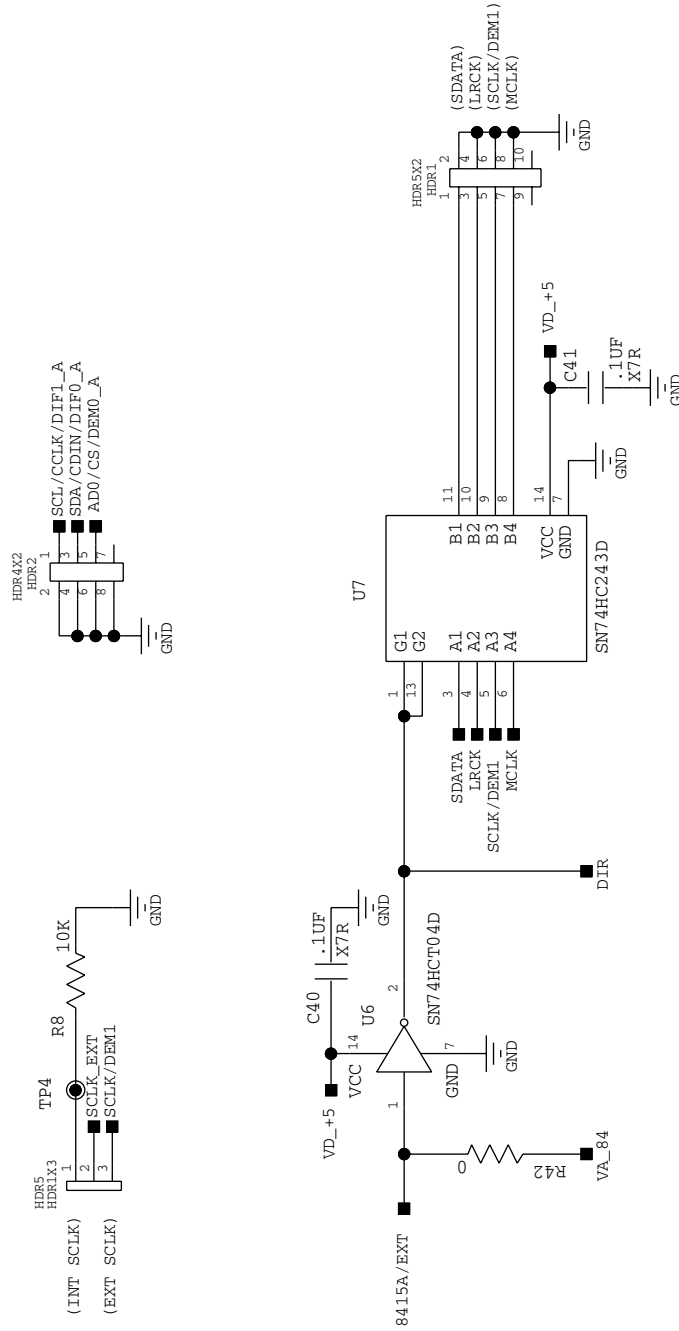 (INT SCLK)
(EXT SCLK)
HDR5
HDR1X3
1
2
3
TP4
SCLK_EXT
SCLK/DEM1
R8
10K
GND
HDR4X2
HDR2
2
4
6
8
1
3
5
7
SCL/CCLK/DIF1_A
SDA/CDIN/DIF0_A
AD0/CS/DEM0_A
GND
8415A/EXT
0
R42
VA_84
VD_+5
C40
.1UF
X7R
GND
VCC
14
U6
1
2
SN74HCT04D
GND
7
GND
DIR
U7
1
13
G1
G2
SDATA
LRCK
SCLK/DEM1
MCLK
3
4
5
6
A1
A2
A3
A4
B1
B2
B3
B4
11
10
9
8
VCC
GND
14
7
SN74HC243D
GND
VD_+5
C41
.1UF
X7R
GND
HDR5X2
HDR1
1
3
5
7
9
2
4
6
8
10
(SDATA)
(LRCK)
(SCLK/DEM1)
(MCLK)
GND